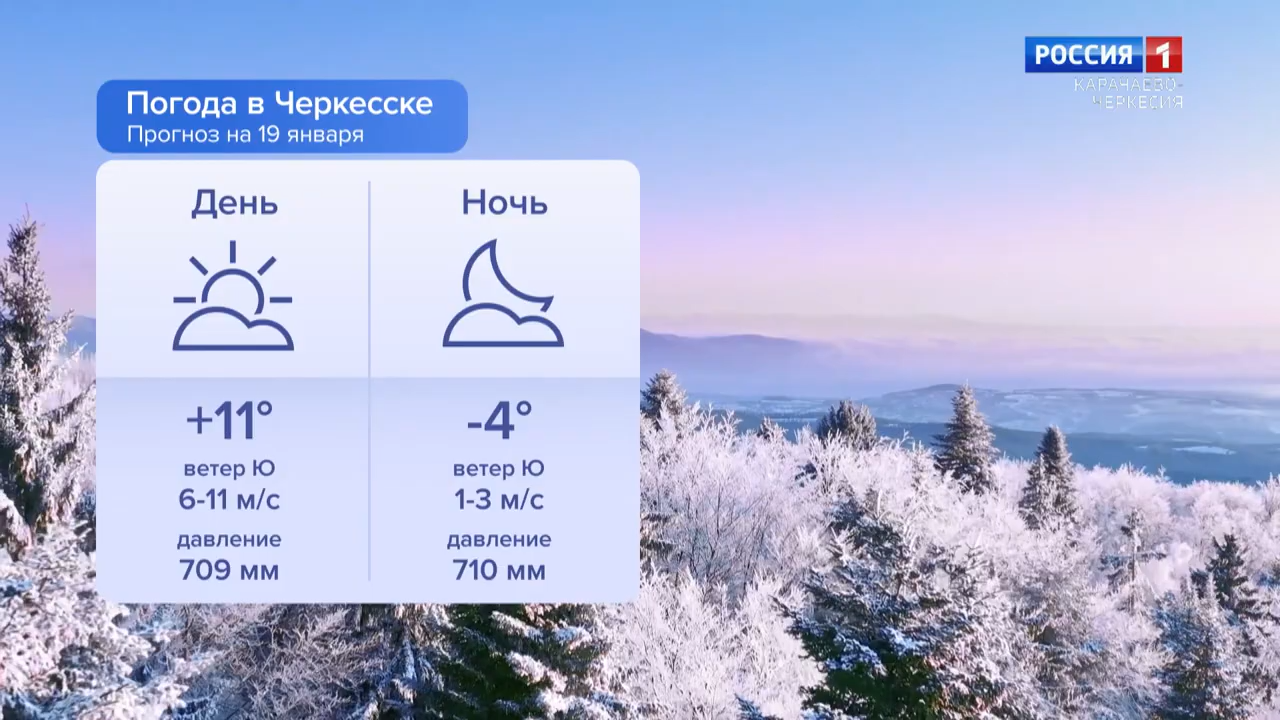 РОССИЯ 1
КАРАЧАЕВО-
ЧЕРКЕСИЯ
Погода в Черкесске
Прогноз на 19 января
День
Ночь
+11°
-4°
ветер Ю
ветер Ю
6-11 м/с
1-3 м/с
давление
давление
709 мм
710 мм